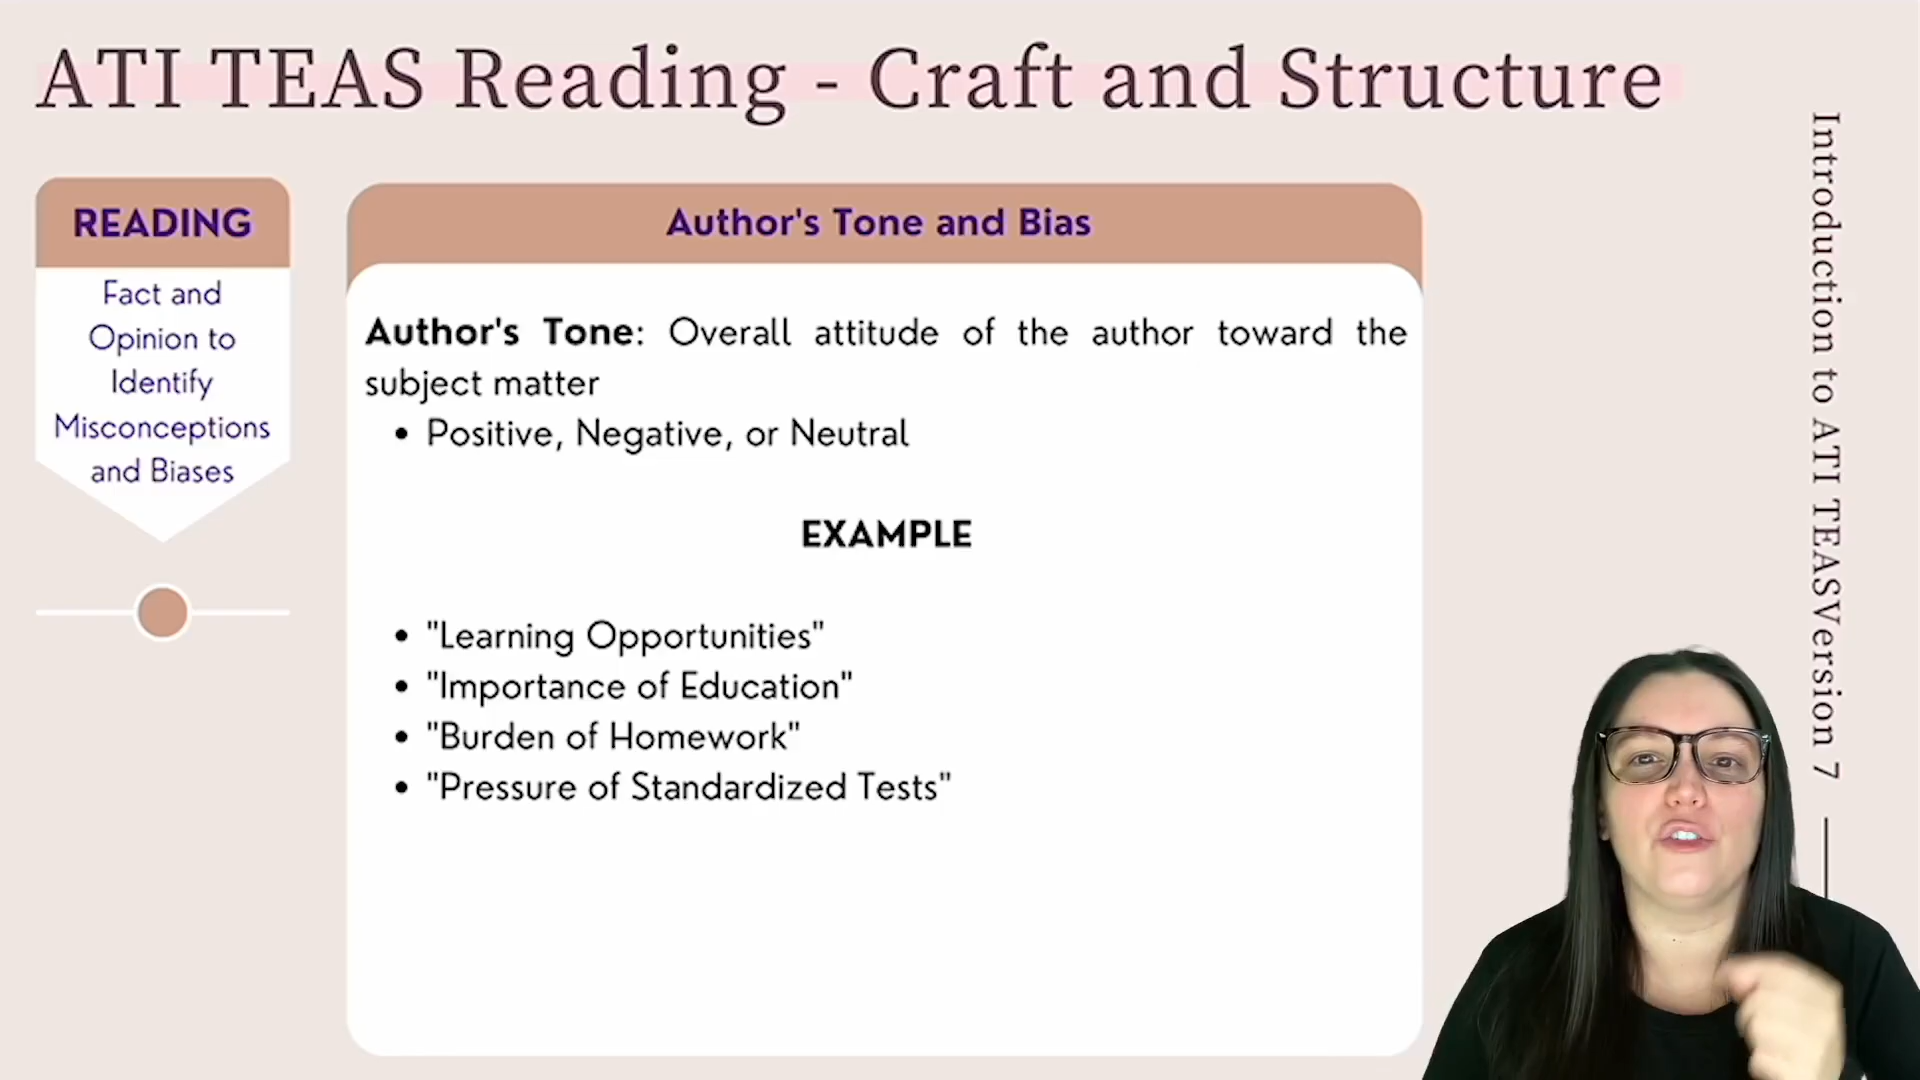 ATI TEAS Reading - Craft and Structure
READING
Fact and
Opinion to
Identify
Misconceptions
and Biases
Author's Tone and Bias
Author's Tone: Overall attitude of the author toward the
subject matter
• Positive, Negative, or Neutral
EXAMPLE
• "Learning Opportunities"
• "Importance of Education"
• "Burden of Homework"
• "Pressure of Standardized Tests"
Introduction to ATI TEASVersion 7